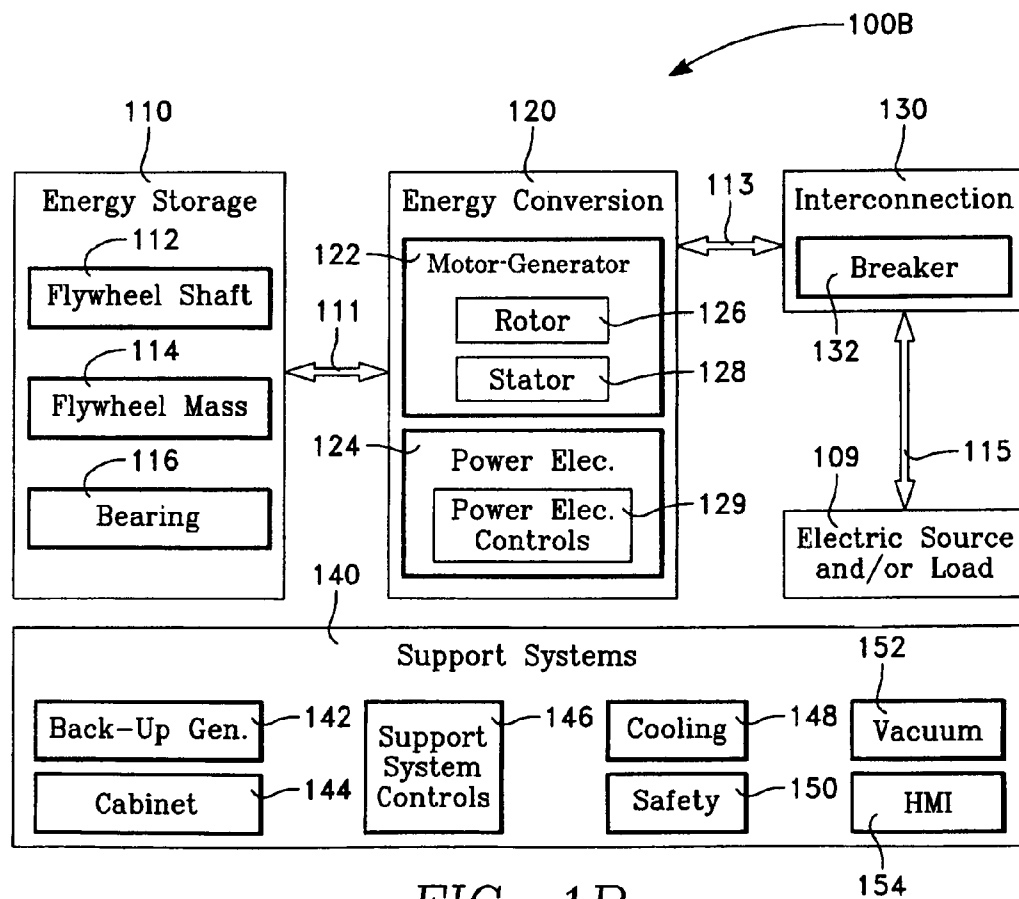 100B
110
120
130
Energy Storage
112
Flywheel Shaft
114
Flywheel Mass
116
Bearing
111
Energy Conversion
122
Motor-Generator
Rotor
126
Stator
128
124
Power Elec.
Power Elec.
Controls
129
113
Interconnection
Breaker
132
115
109
Electric Source
and/or Load
140
Support Systems
Back-Up Gen.
142
Cabinet
144
Support
System
Controls
146
Cooling
148
Safety
150
152
Vacuum
HMI
154